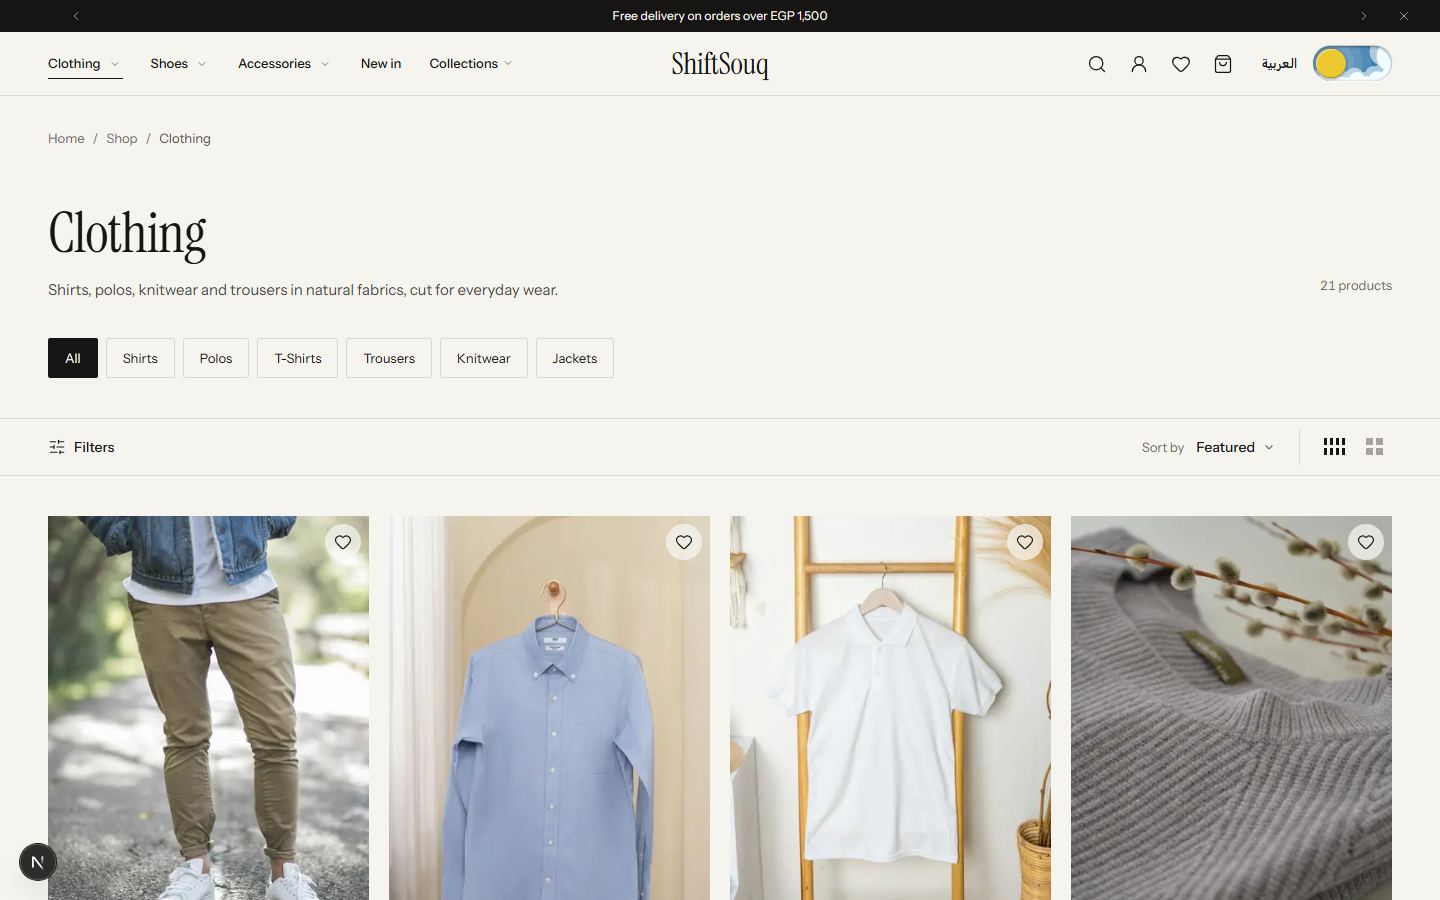 Free delivery on orders over EGP 1,500
Clothing
Shoes
Accessories
New in
Collections
ShiftSouq
العربية
Home / Shop / Clothing
Clothing
Shirts, polos, knitwear and trousers in natural fabrics, cut for everyday wear.
21 products
All
Shirts
Polos
T-Shirts
Trousers
Knitwear
Jackets
Filters
Sort by Featured
N